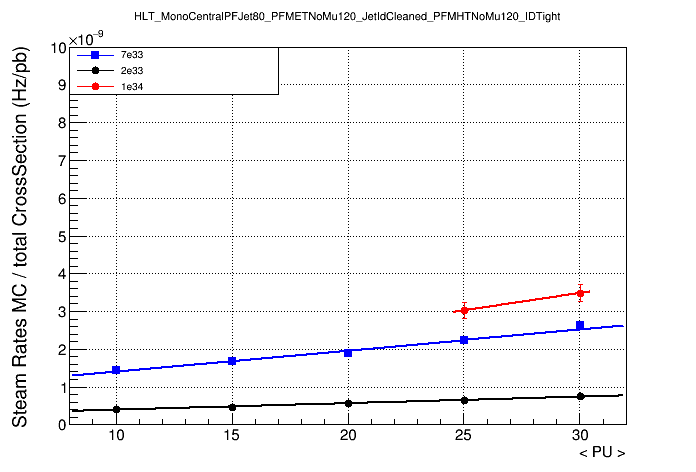 HLT_MonoCentralPFJet80_PFMETNoMu120_JetIdCleaned_PFMHTNoMu120_IDTight
×10⁻⁹
Steam Rates MC / total CrossSection (Hz/pb)
10
9
8
7
6
5
4
3
2
1
0
7e33
2e33
1e34
10 15 20 25 30
< PU >